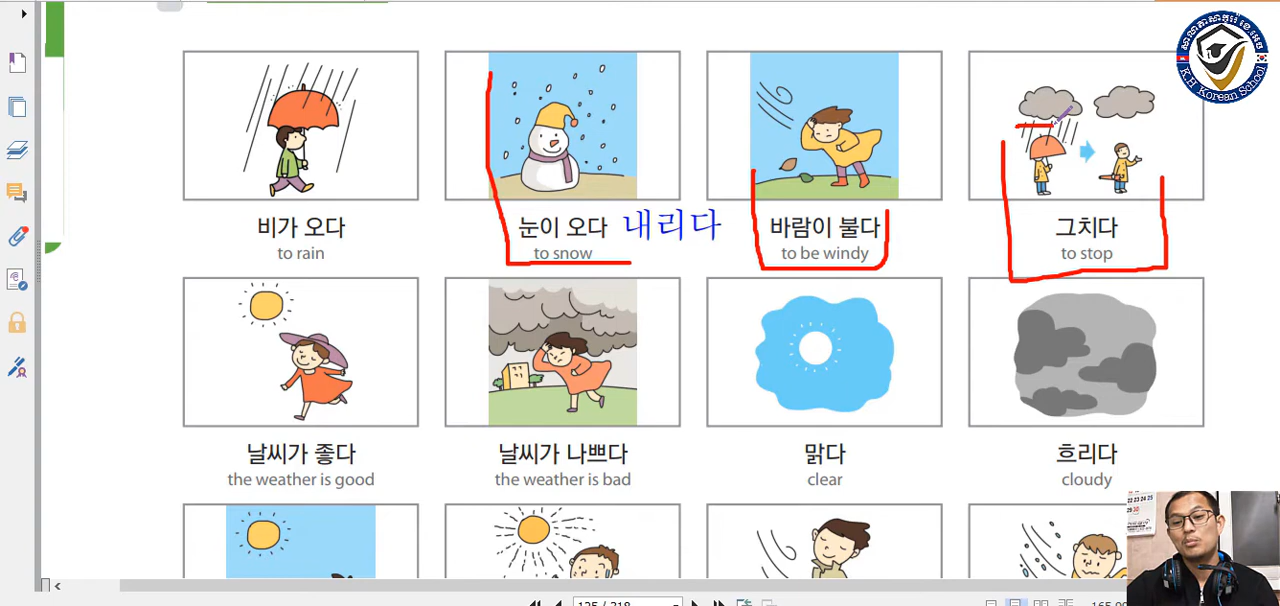 비가 오다
to rain
눈이 오다 내리다
to snow
바람이 불다
to be windy
그치다
to stop
날씨가 좋다
the weather is good
날씨가 나쁘다
the weather is bad
맑다
clear
흐리다
cloudy
K.H Korean School